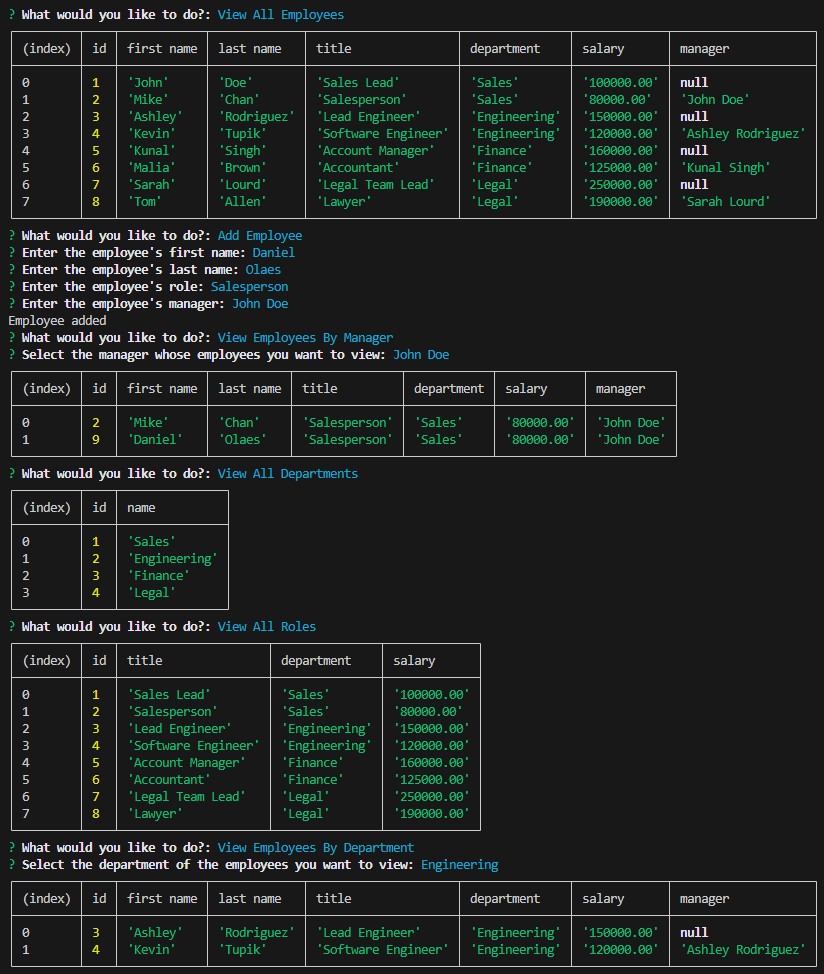 ? What would you like to do?: View All Employees
(index) id first name last name title department salary manager
0 1 'John' 'Doe' 'Sales Lead' 'Sales' '100000.00' null
1 2 'Mike' 'Chan' 'Salesperson' 'Sales' '80000.00' 'John Doe'
2 3 'Ashley' 'Rodriguez' 'Lead Engineer' 'Engineering' '150000.00' null
3 4 'Kevin' 'Tupik' 'Software Engineer' 'Engineering' '120000.00' 'Ashley Rodriguez'
4 5 'Kunal' 'Singh' 'Account Manager' 'Finance' '160000.00' null
5 6 'Malia' 'Brown' 'Accountant' 'Finance' '125000.00' 'Kunal Singh'
6 7 'Sarah' 'Lourd' 'Legal Team Lead' 'Legal' '250000.00' null
7 8 'Tom' 'Allen' 'Lawyer' 'Legal' '190000.00' 'Sarah Lourd'
? What would you like to do?: Add Employee
? Enter the employee's first name: Daniel
? Enter the employee's last name: Olaes
? Enter the employee's role: Salesperson
? Enter the employee's manager: John Doe
Employee added
? What would you like to do?: View Employees By Manager
? Select the manager whose employees you want to view: John Doe
(index) id first name last name title department salary manager
0 2 'Mike' 'Chan' 'Salesperson' 'Sales' '80000.00' 'John Doe'
1 9 'Daniel' 'Olaes' 'Salesperson' 'Sales' '80000.00' 'John Doe'
? What would you like to do?: View All Departments
(index) id name
0 1 'Sales'
1 2 'Engineering'
2 3 'Finance'
3 4 'Legal'
? What would you like to do?: View All Roles
(index) id title department salary
0 1 'Sales Lead' 'Sales' '100000.00'
1 2 'Salesperson' 'Sales' '80000.00'
2 3 'Lead Engineer' 'Engineering' '150000.00'
3 4 'Software Engineer' 'Engineering' '120000.00'
4 5 'Account Manager' 'Finance' '160000.00'
5 6 'Accountant' 'Finance' '125000.00'
6 7 'Legal Team Lead' 'Legal' '250000.00'
7 8 'Lawyer' 'Legal' '190000.00'
? What would you like to do?: View Employees By Department
? Select the department of the employees you want to view: Engineering
(index) id first name last name title department salary manager
0 3 'Ashley' 'Rodriguez' 'Lead Engineer' 'Engineering' '150000.00' null
1 4 'Kevin' 'Tupik' 'Software Engineer' 'Engineering' '120000.00' 'Ashley Rodriguez'